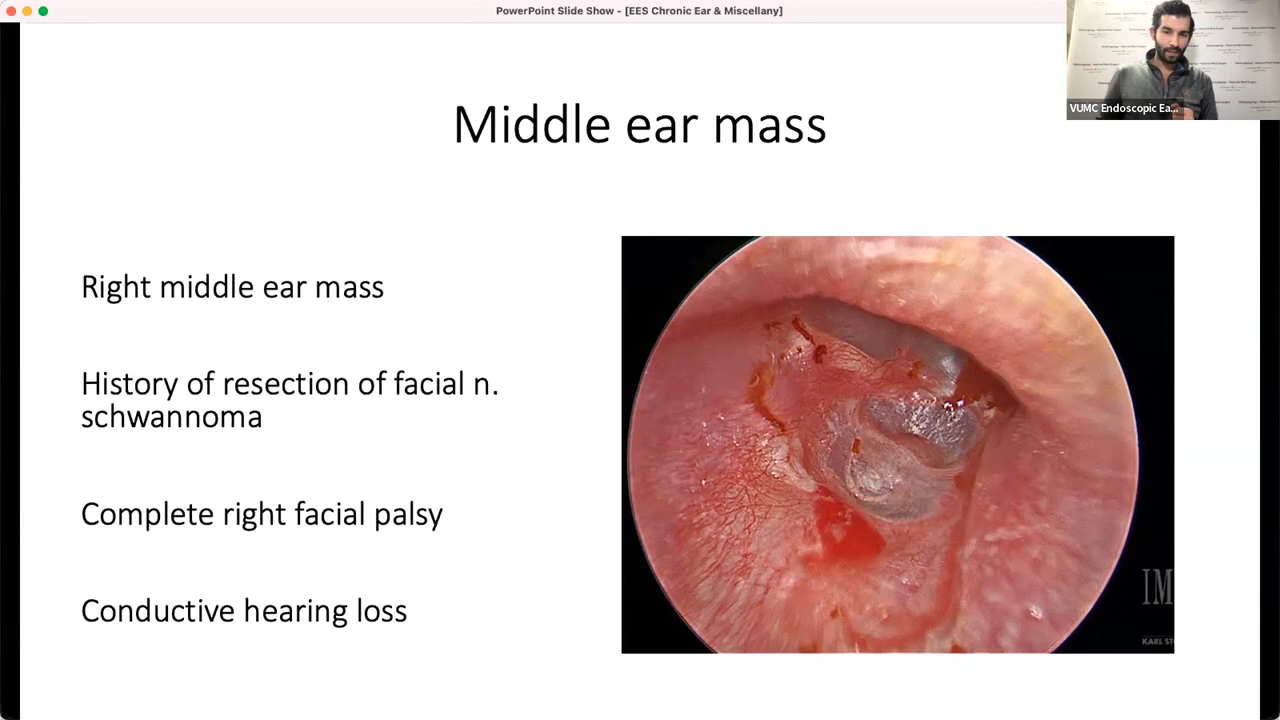 PowerPoint Slide Show - [EES Chronic Ear & Miscellany]
VUMC Endoscopic Ea...
Middle ear mass
Right middle ear mass
History of resection of facial n.
schwannoma
Complete right facial palsy
Conductive hearing loss
IM
KARL ST